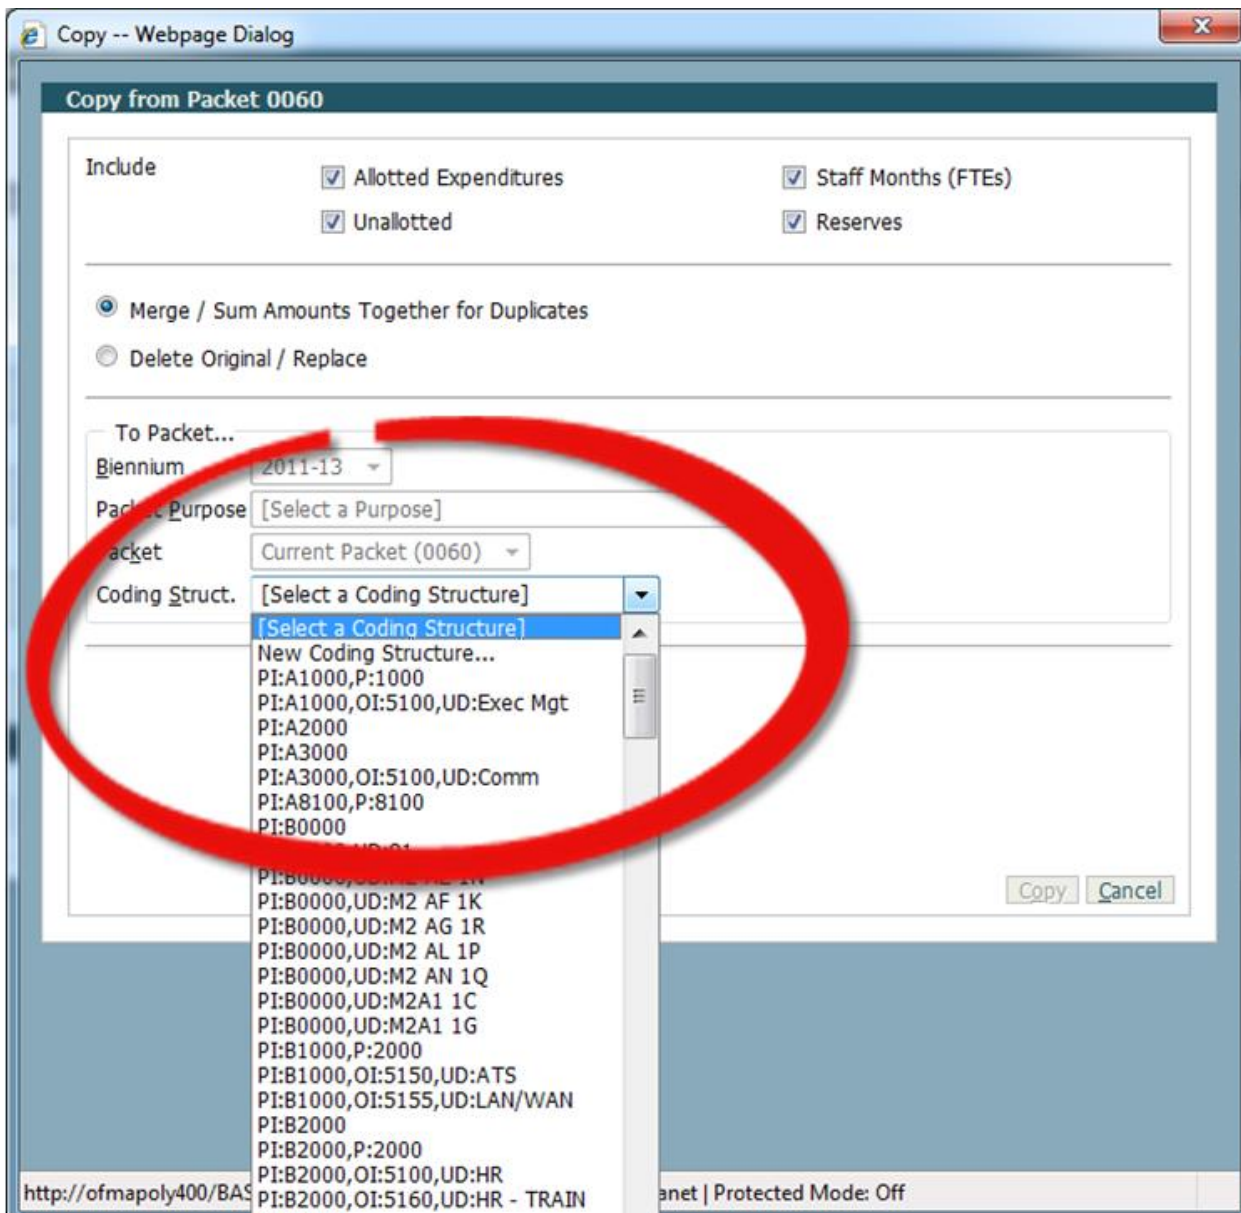 Copy -- Webpage Dialog
Copy from Packet 0060
Include
Allotted Expenditures
Staff Months (FTEs)
Unallotted
Reserves
Merge / Sum Amounts Together for Duplicates
Delete Original / Replace
To Packet...
Biennium 2011-13
Purpose [Select a Purpose]
Current Packet (0060)
Coding Struct. [Select a Coding Structure]
[Select a Coding Structure]
New Coding Structure...
PI:A1000,P:1000
PI:A1000,OI:5100,UD:Exec Mgt
PI:A2000
PI:A3000
PI:A3000,OI:5100,UD:Comm
PI:A8100,P:8100
PI:B0000
PI:B0000,UD:M2 AF 1K
PI:B0000,UD:M2 AG 1R
PI:B0000,UD:M2 AL 1P
PI:B0000,UD:M2 AN 1Q
PI:B0000,UD:M2A1 1C
PI:B0000,UD:M2A1 1G
PI:B1000,P:2000
PI:B1000,OI:5150,UD:ATS
PI:B1000,OI:5155,UD:LAN/WAN
PI:B2000
PI:B2000,P:2000
PI:B2000,OI:5100,UD:HR
PI:B2000,OI:5160,UD:HR - TRAIN
Copy Cancel
http://ofmapoly400/BAS anet | Protected Mode: Off